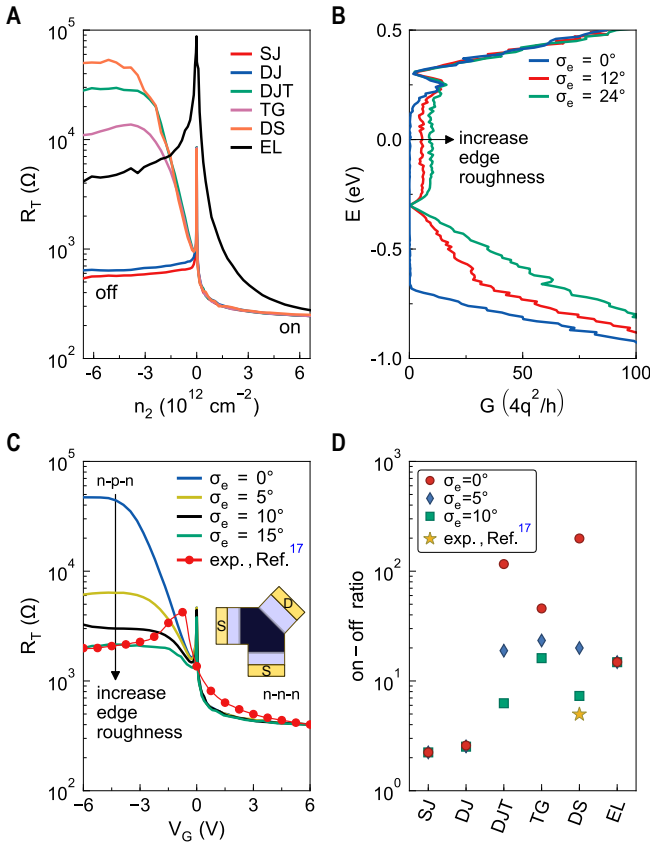 A
10^5
10^4
10^3
10^2
R_T (Ω)
SJ
DJ
DJT
TG
DS
EL
off
on
-6
-3
0
3
6
n_2 (10^12 cm^-2)
B
0.5
0.0
-0.5
-1.0
E (eV)
σ_e = 0°
σ_e = 12°
σ_e = 24°
increase
edge
roughness
0
50
100
G (4q^2/h)
C
10^5
10^4
10^3
10^2
R_T (Ω)
n-p-n
σ_e = 0°
σ_e = 5°
σ_e = 10°
σ_e = 15°
exp., Ref.^17
D
S
S
increase
edge
roughness
n-n-n
-6
-3
0
3
6
V_G (V)
D
10^3
10^2
10^1
10^0
on-off ratio
σ_e=0°
σ_e=5°
σ_e=10°
exp., Ref.^17
SJ
DJ
DJT
TG
DS
EL